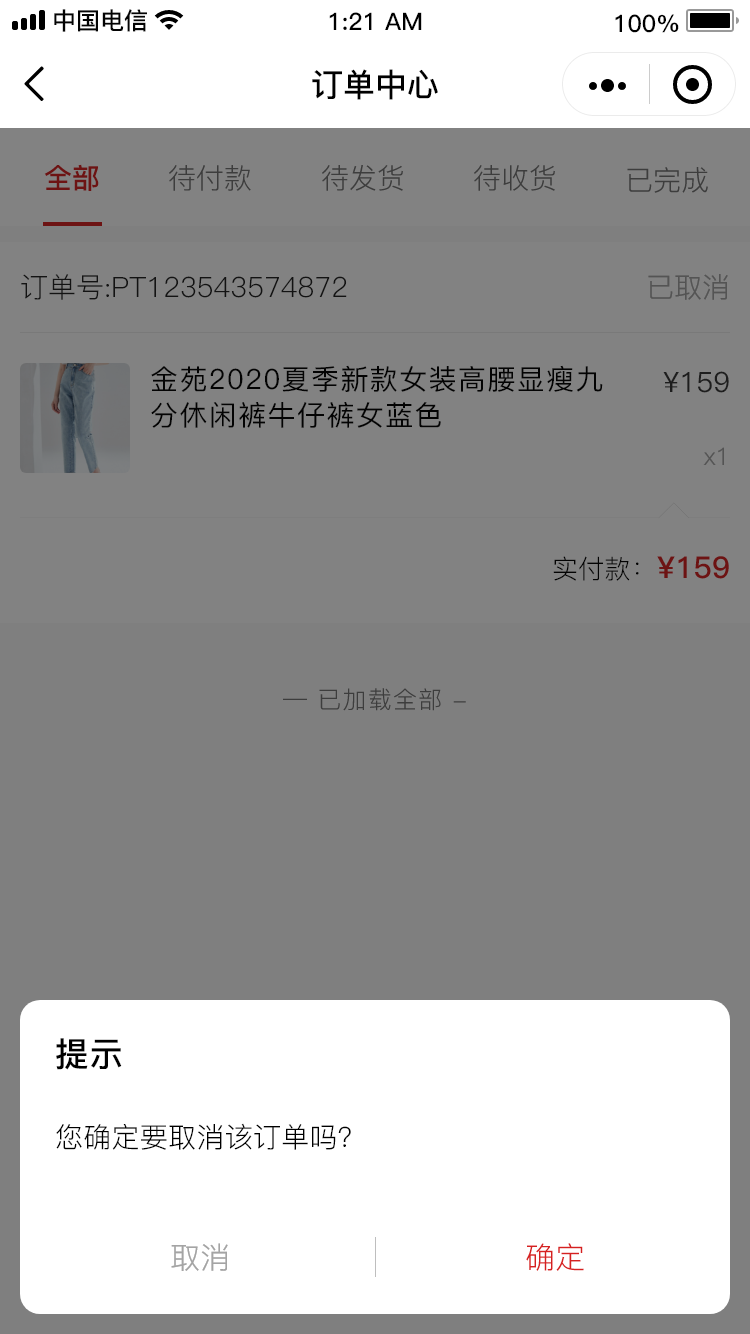 中国电信 1:21 AM 100%
订单中心
全部 待付款 待发货 待收货 已完成
订单号:PT123543574872 已取消
金苑2020夏季新款女装高腰显瘦九 ¥159
分休闲裤牛仔裤女蓝色
x1
实付款： ¥159
— 已加载全部 –
提示
您确定要取消该订单吗?
取消 确定